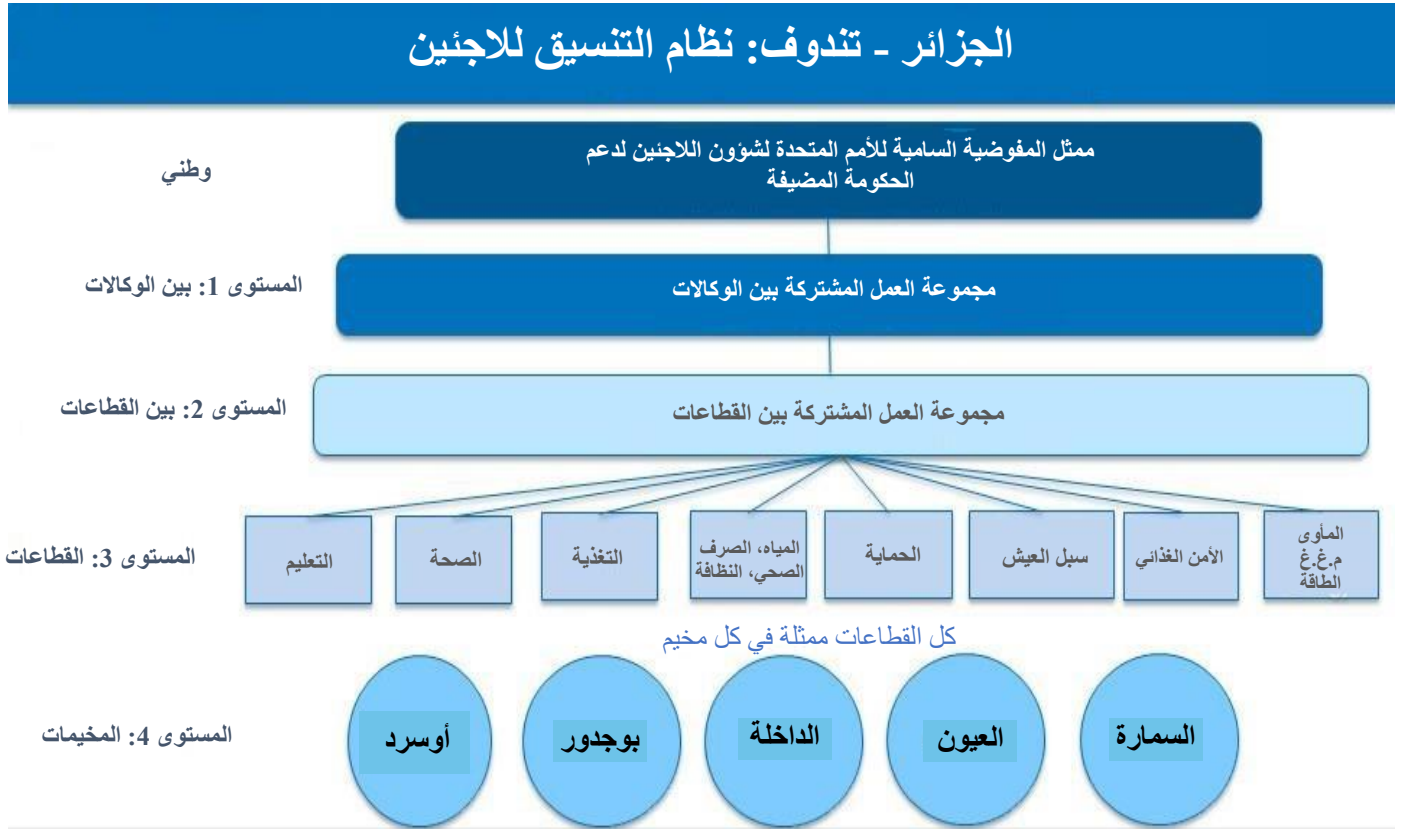 الجزائر - تندوف: نظام التنسيق للاجئين
وطني
ممثل المفوضية السامية للأمم المتحدة لشؤون اللاجئين لدعم
الحكومة المضيفة
المستوى 1: بين الوكالات
مجموعة العمل المشتركة بين الوكالات
المستوى 2: بين القطاعات
مجموعة العمل المشتركة بين القطاعات
المستوى 3: القطاعات
المأوى
م.غ.غ
الطاقة
الأمن الغذائي
سبل العيش
الحماية
المياه، الصرف
الصحي، النظافة
التغذية
الصحة
التعليم
كل القطاعات ممثلة في كل مخيم
المستوى 4: المخيمات
السمارة
العيون
الداخلة
بوجدور
أوسرد